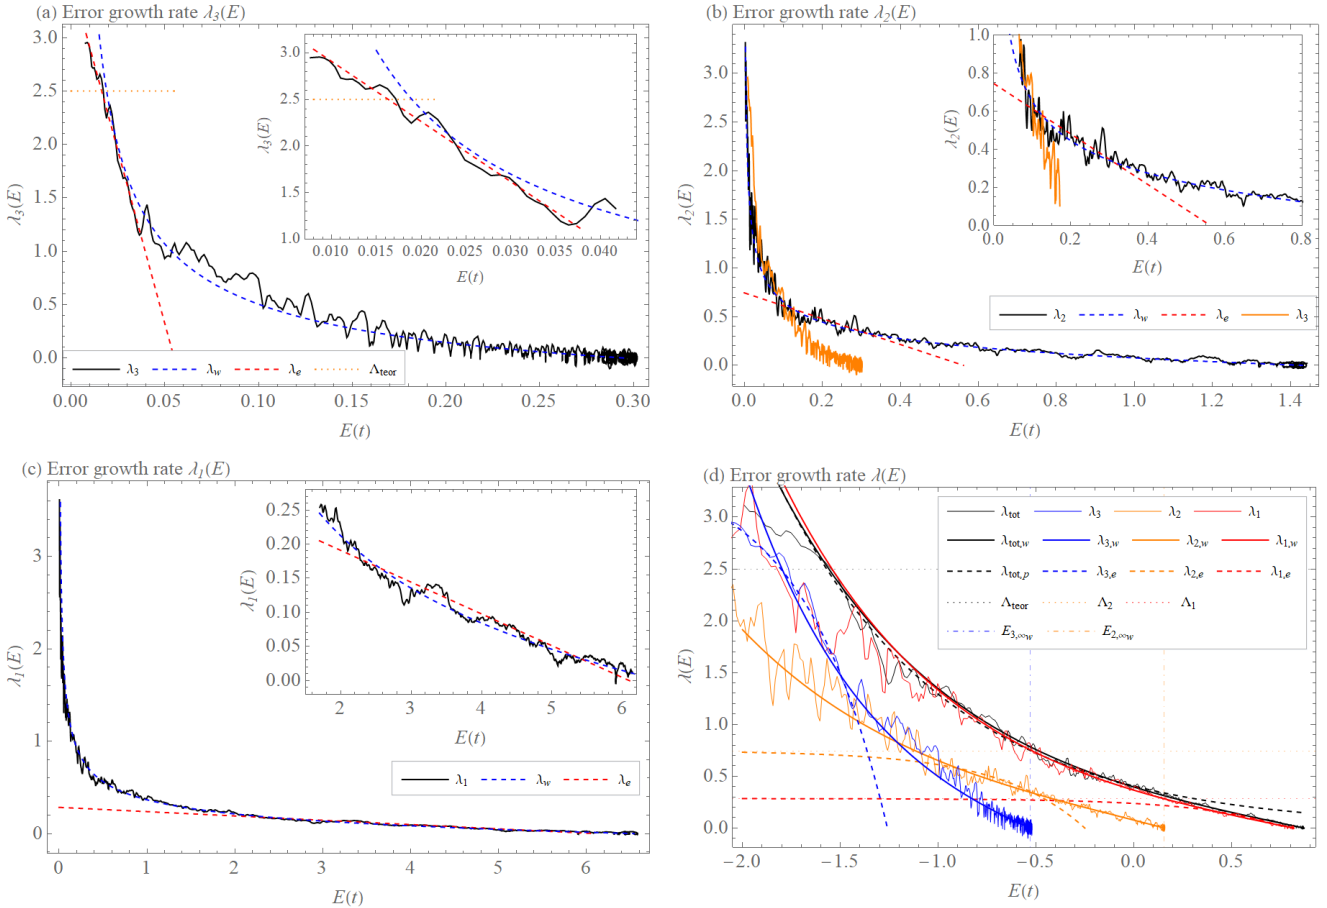 (a) Error growth rate λ₃(E)
3.0
2.5
2.0
1.5
1.0
0.5
0.0
λ₃(E)
0.00 0.05 0.10 0.15 0.20 0.25 0.30
E(t)
λ₃ λw λe Λteor
3.0
2.5
2.0
1.5
1.0
λ₃(E)
0.010 0.015 0.020 0.025 0.030 0.035 0.040
E(t)
(b) Error growth rate λ₂(E)
3.0
2.5
2.0
1.5
1.0
0.5
0.0
λ₂(E)
0.0 0.2 0.4 0.6 0.8 1.0 1.2 1.4
E(t)
λ₂ λw λe λ₃
1.0
0.8
0.6
0.4
0.2
0.0
λ₂(E)
0.0 0.2 0.4 0.6 0.8
E(t)
(c) Error growth rate λ₁(E)
3
2
1
0
λ₁(E)
0 1 2 3 4 5 6
E(t)
λ₁ λw λe
0.25
0.20
0.15
0.10
0.05
0.00
λ₁(E)
2 3 4 5 6
E(t)
(d) Error growth rate λ(E)
3.0
2.5
2.0
1.5
1.0
0.5
0.0
λ(E)
−2.0 −1.5 −1.0 −0.5 0.0 0.5
E(t)
λtot λ₃ λ₂ λ₁
λtot,w λ3,w λ2,w λ1,w
λtot,p λ3,e λ2,e λ1,e
Λteor Λ₂ Λ₁
E3,∞w E2,∞w